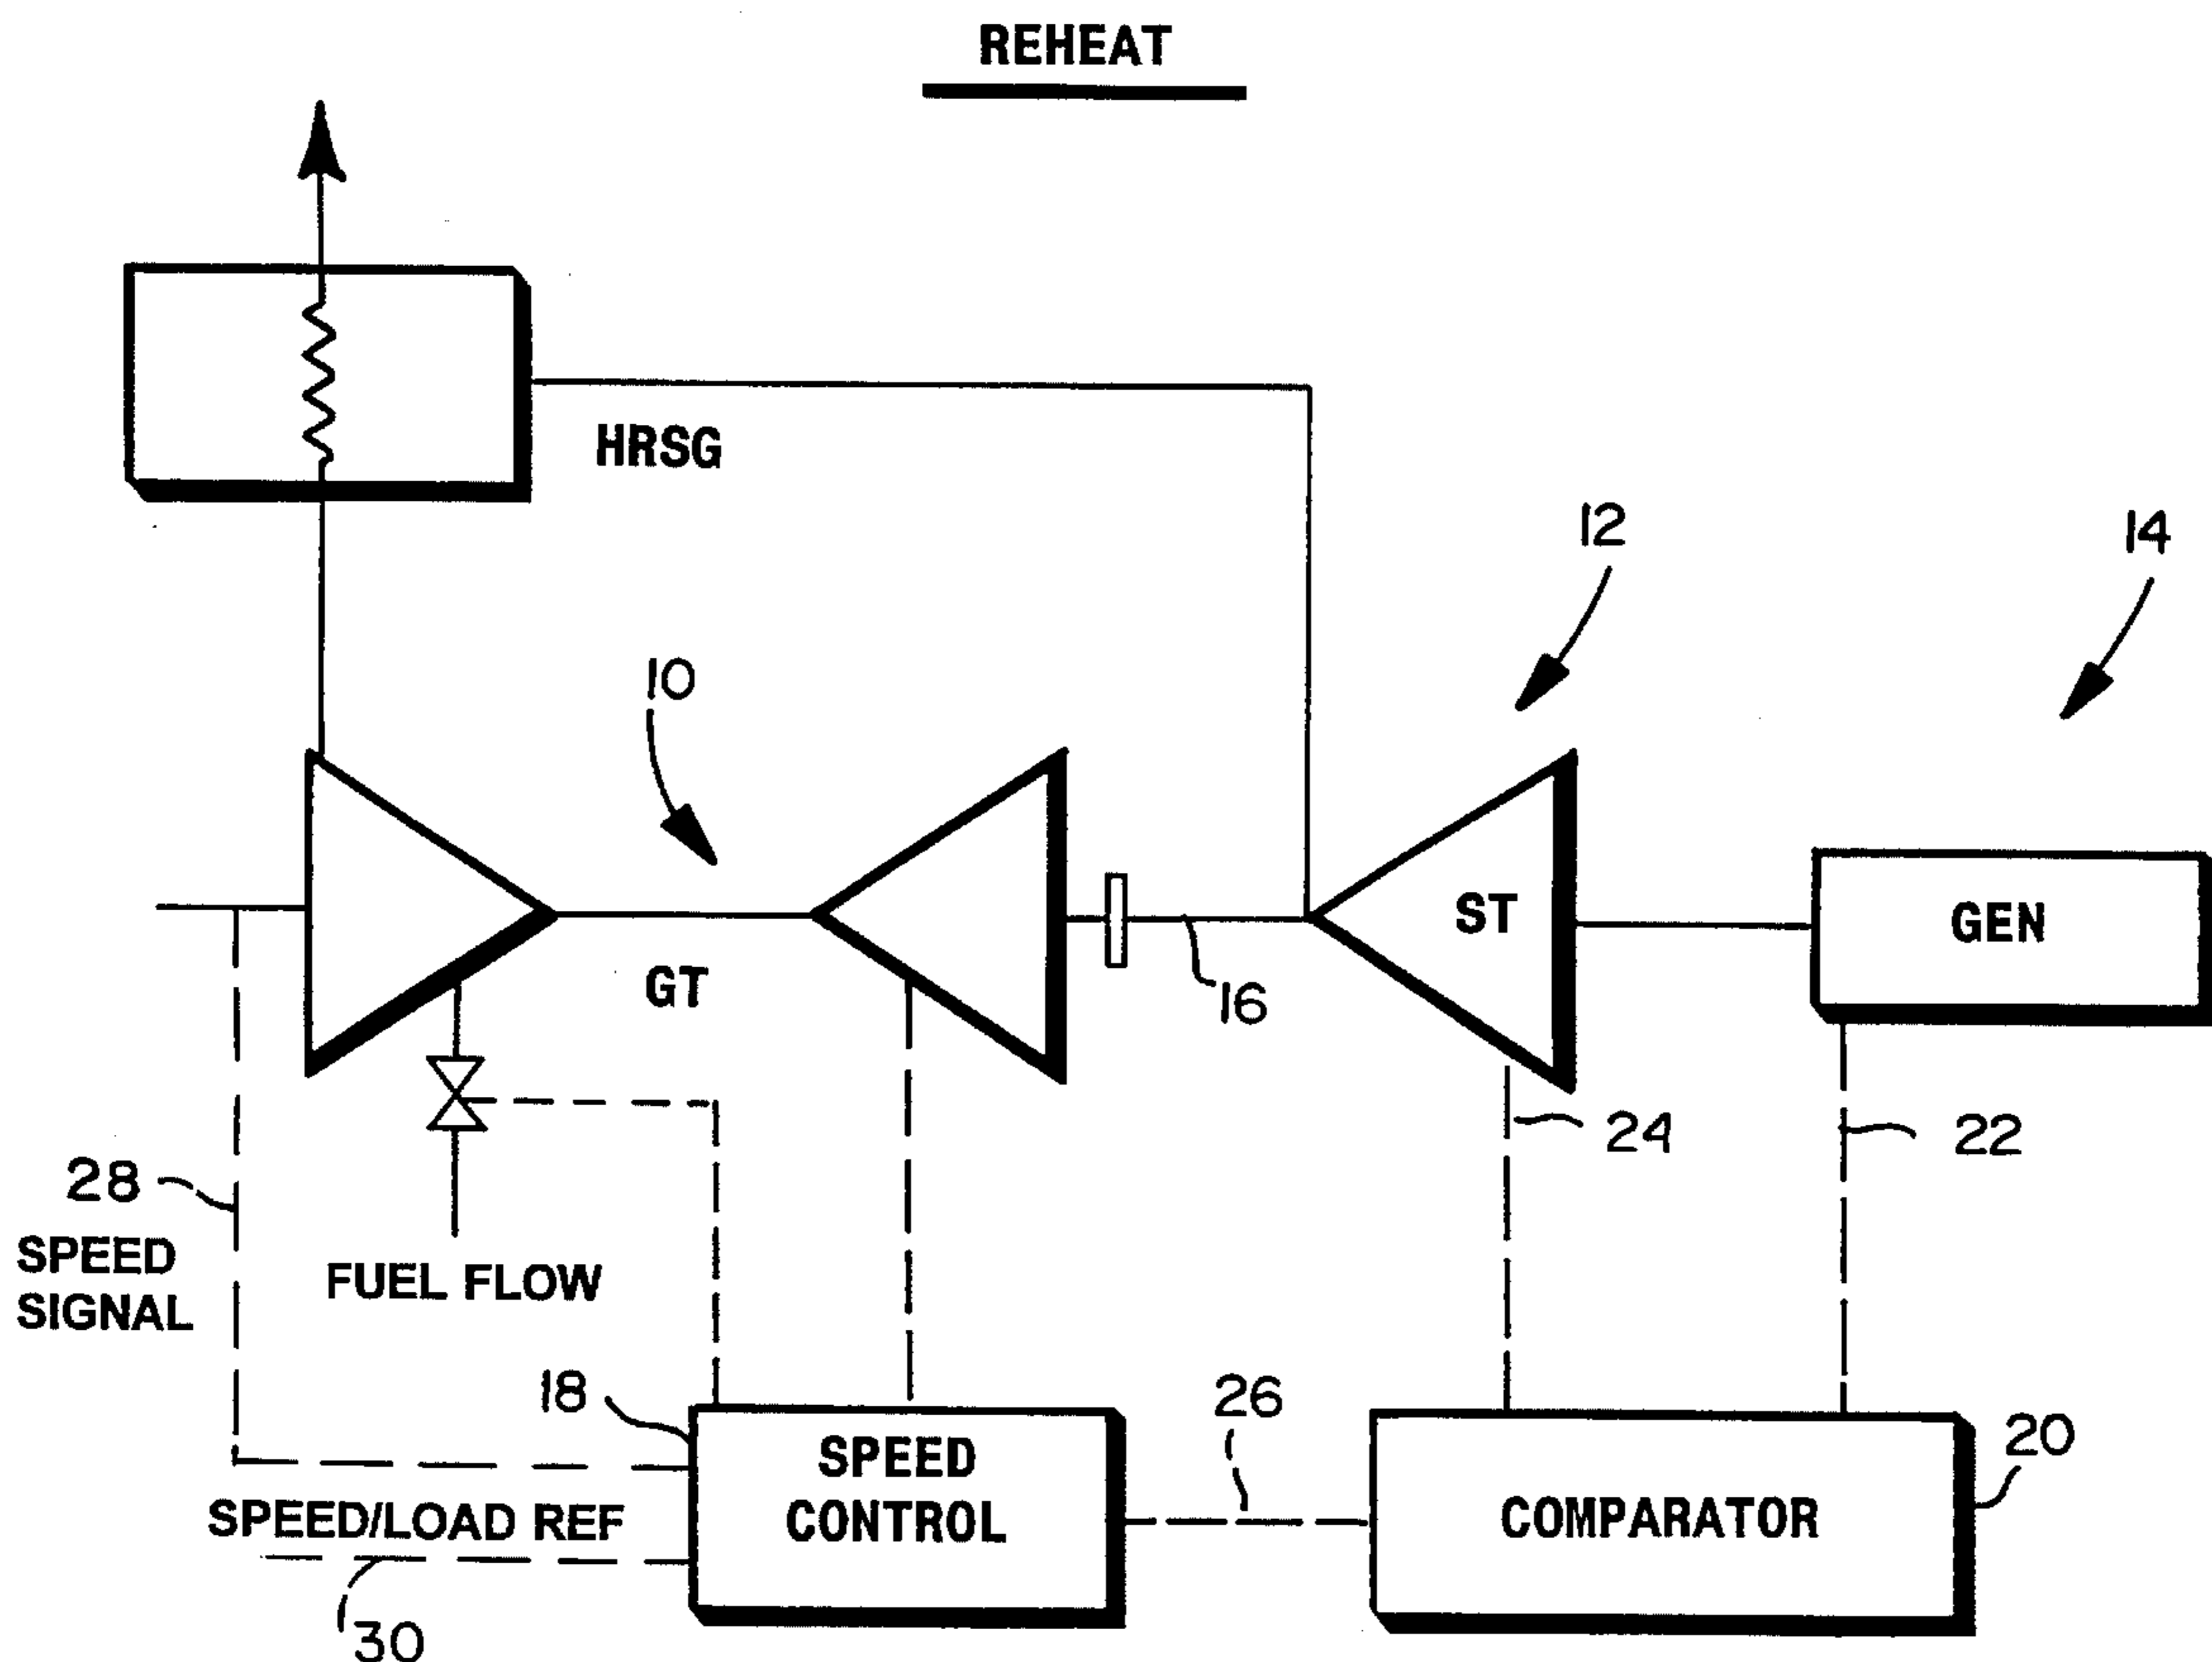 REHEAT
HRSG
12
14
10
ST
GEN
GT
16
24
22
28
SPEED
SIGNAL
FUEL FLOW
18
26
20
SPEED
CONTROL
COMPARATOR
SPEED/LOAD REF
30